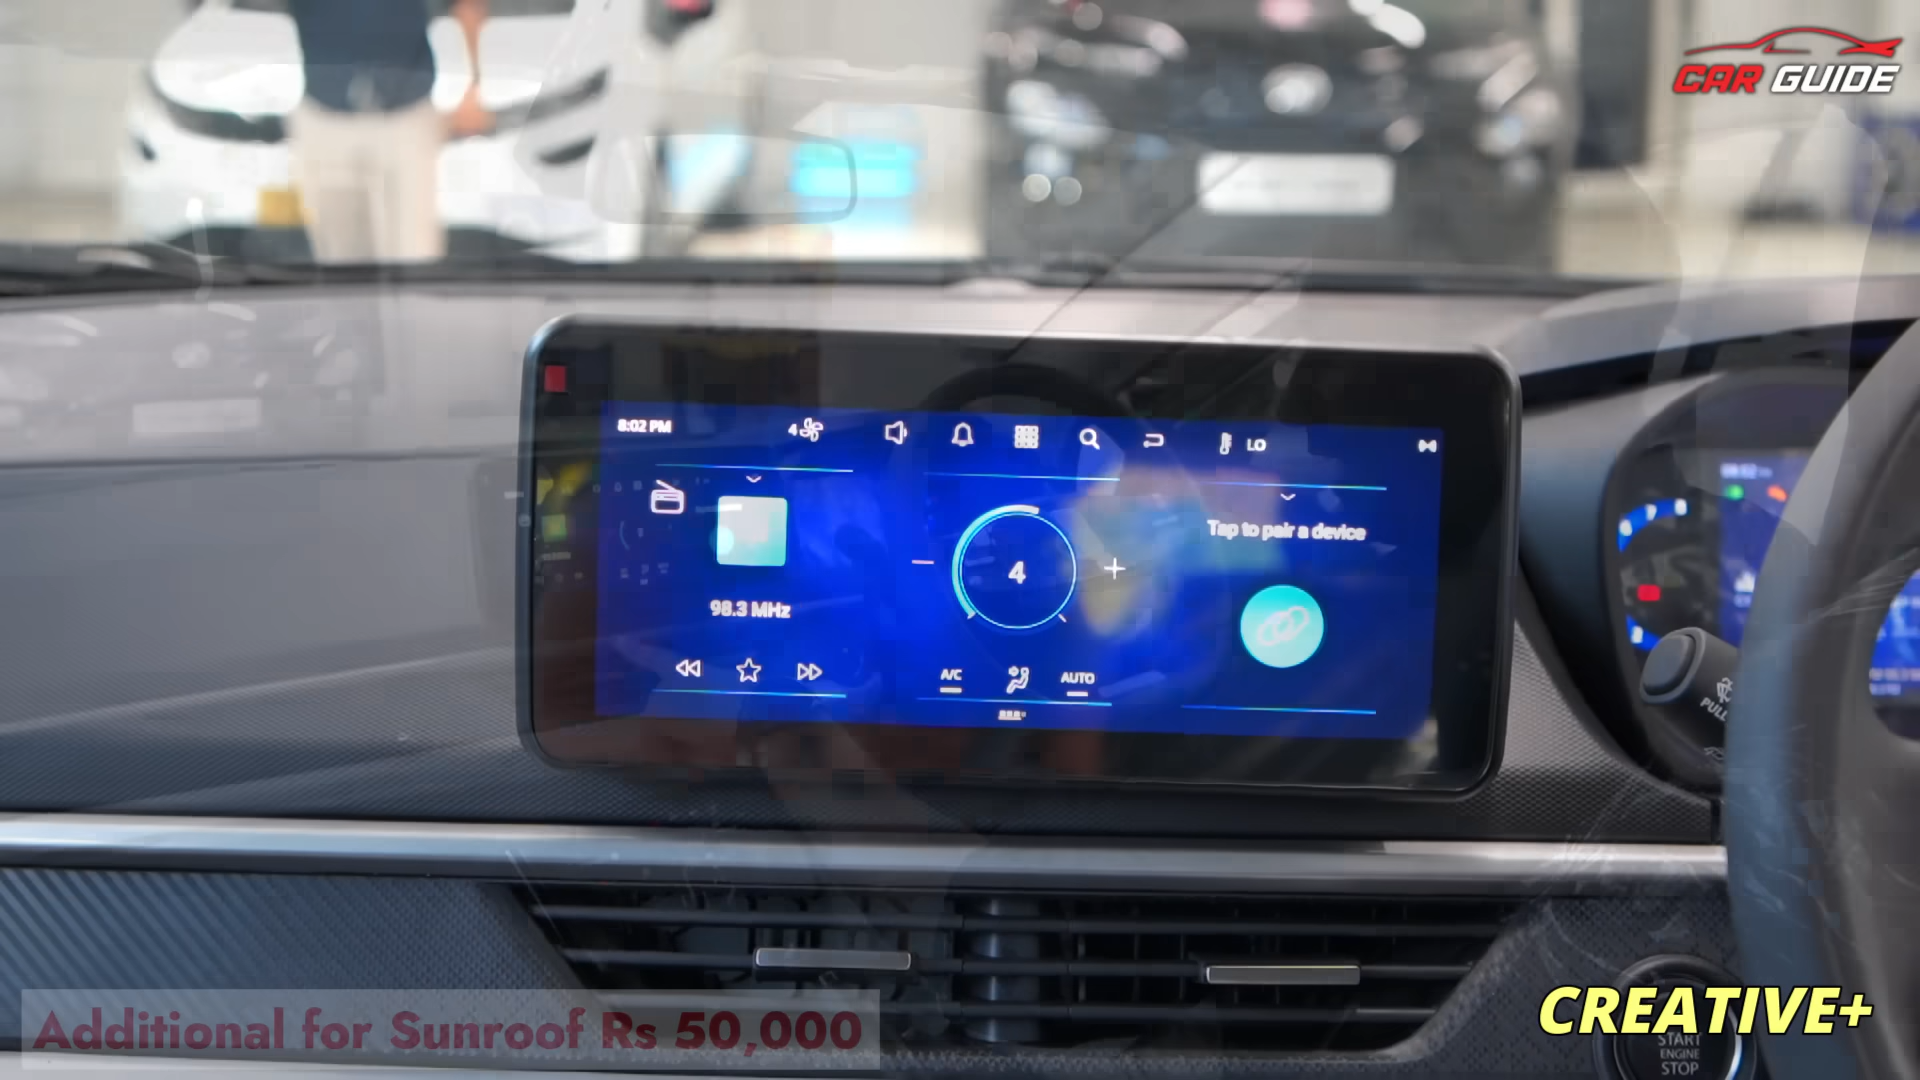 CAR GUIDE
8:02 PM
4
LO
Tap to pair a device
4
98.3 MHz
A/C
AUTO
PULL
Additional for Sunroof Rs 50,000
CREATIVE+
START
ENGINE
STOP